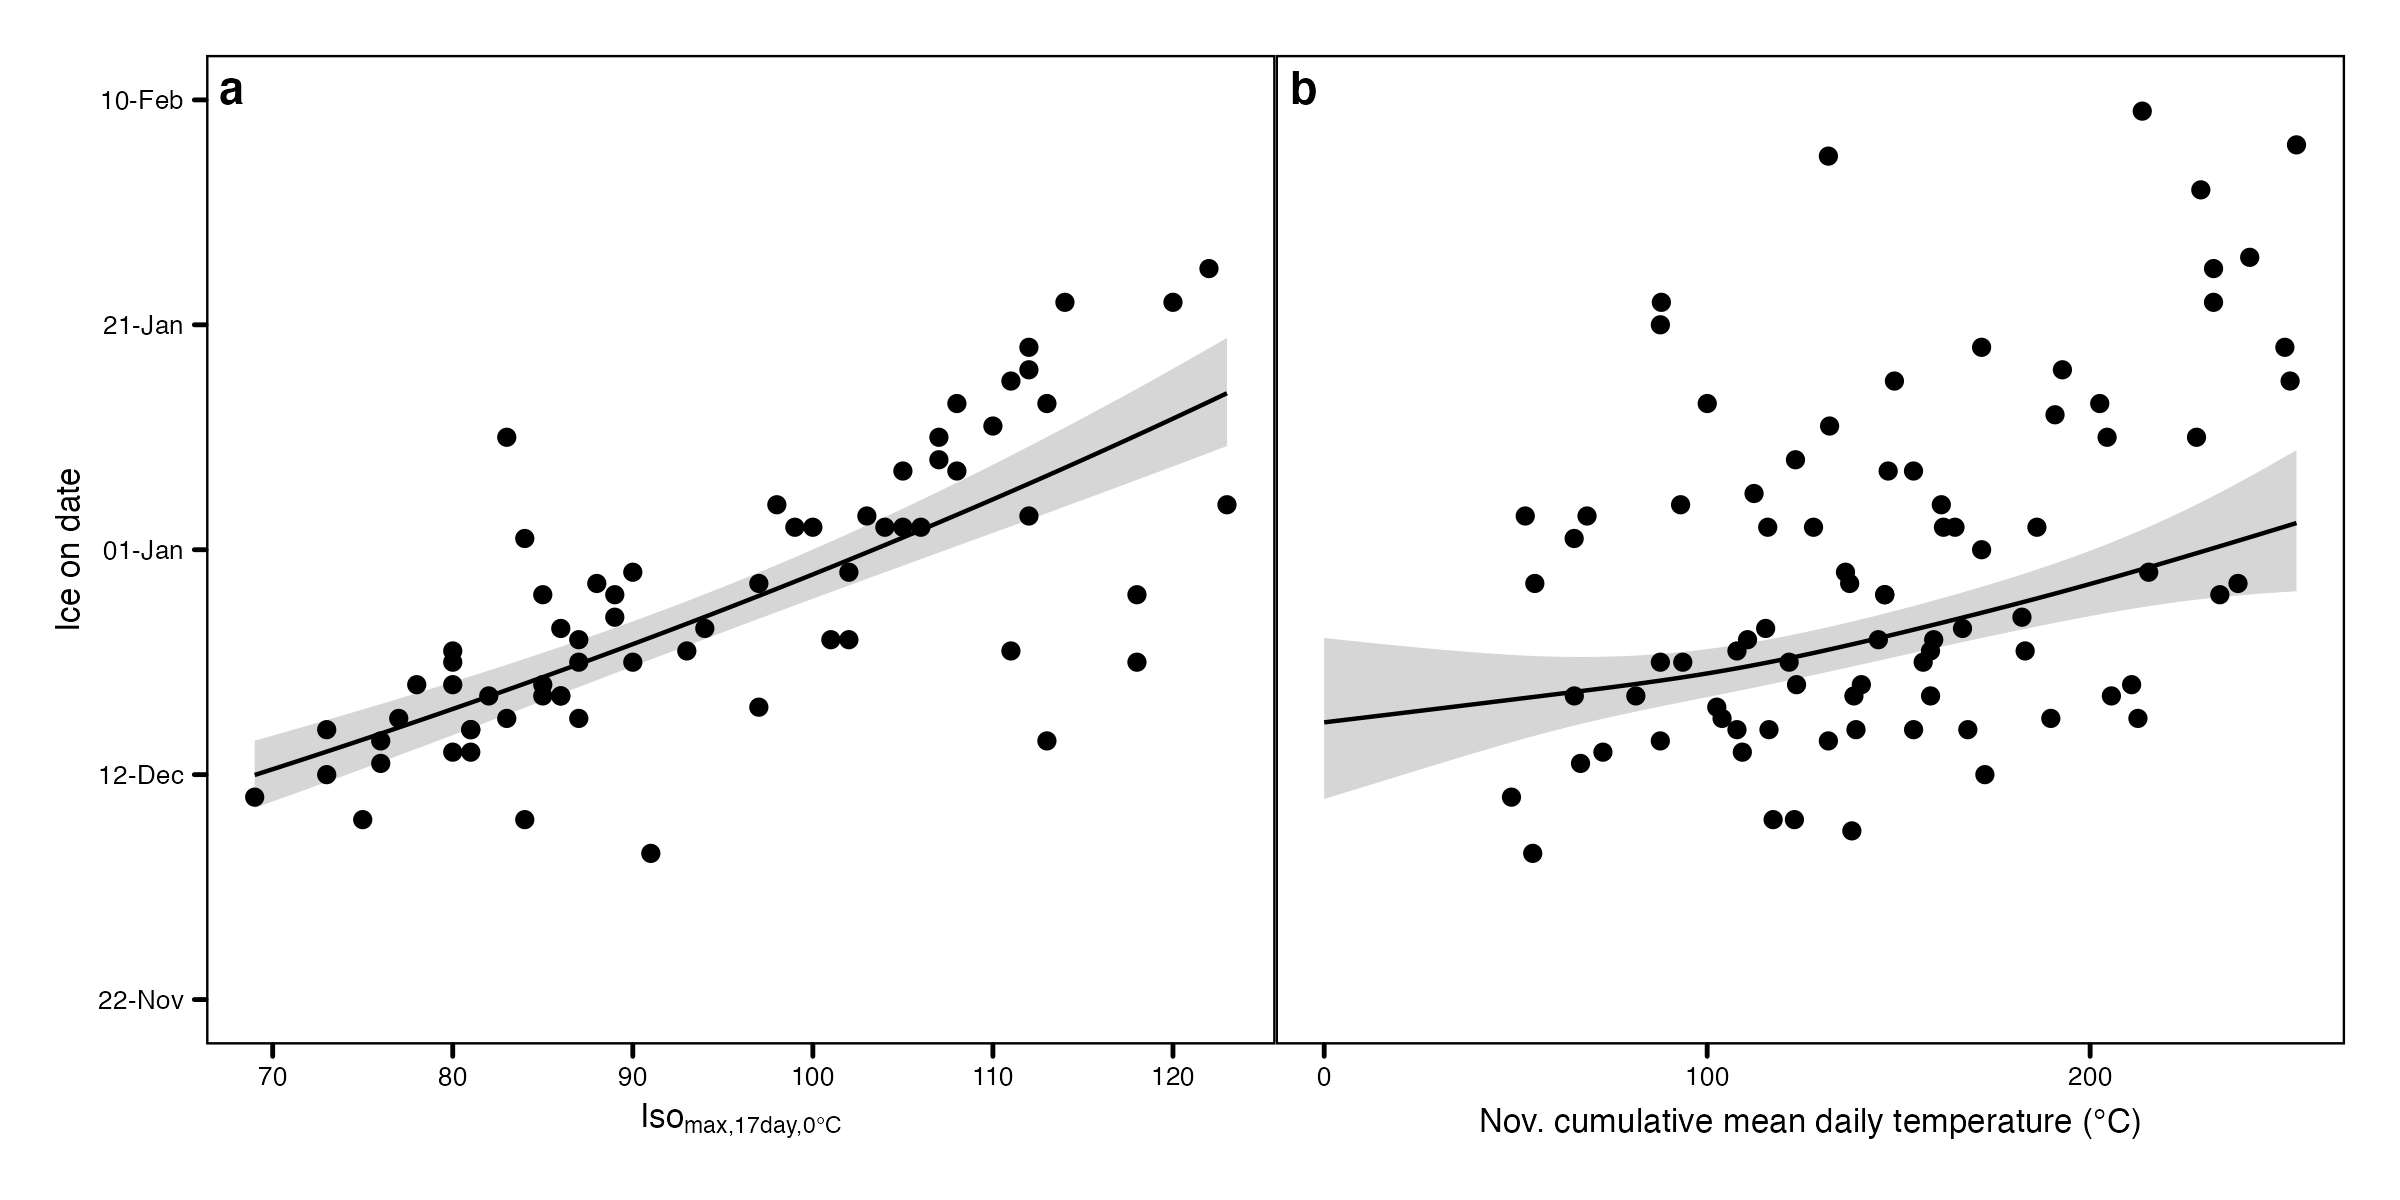 a
b
10-Feb
21-Jan
01-Jan
12-Dec
22-Nov
Ice on date
70 80 90 100 110 120
0 100 200
Isomax,17day,0°C
Nov. cumulative mean daily temperature (°C)